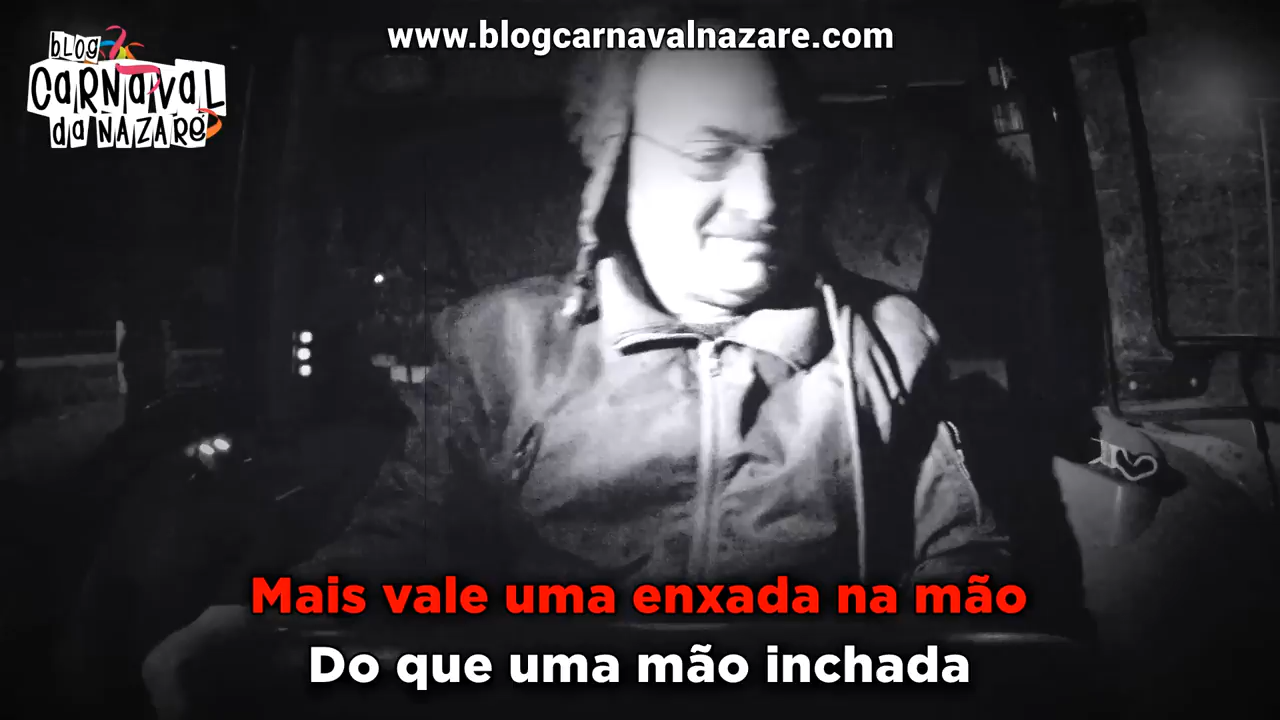 www.blogcarnavalnazare.com
blog
CARNAVAL
da NAZARÉ
Mais vale uma enxada na mão
Do que uma mão inchada